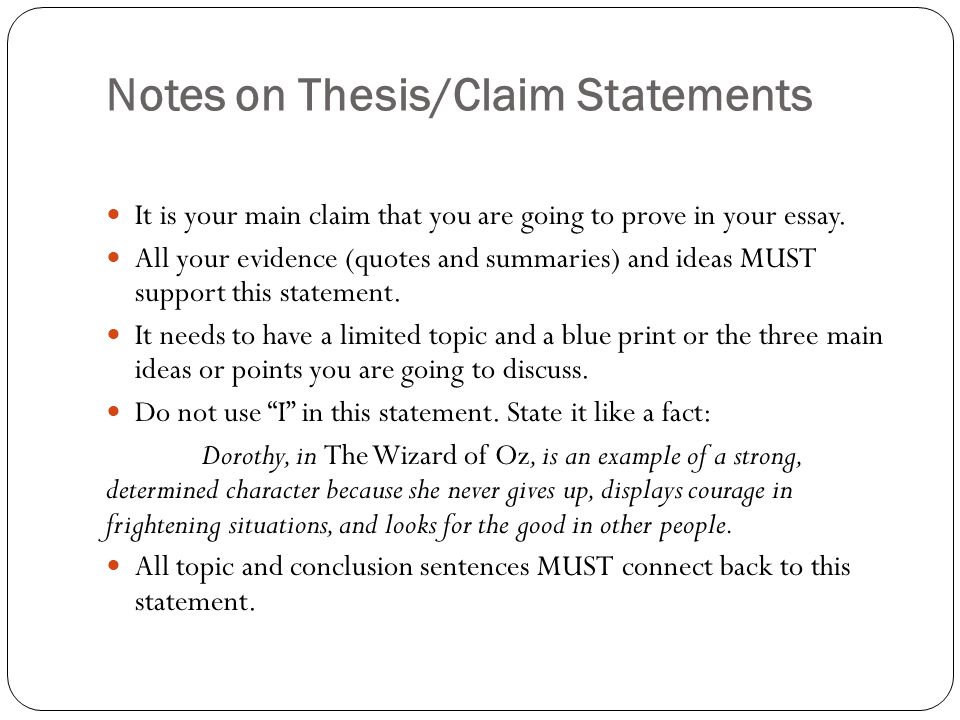 Notes on Thesis/Claim Statements
• It is your main claim that you are going to prove in your essay.
• All your evidence (quotes and summaries) and ideas MUST
support this statement.
• It needs to have a limited topic and a blue print or the three main
ideas or points you are going to discuss.
• Do not use “I” in this statement. State it like a fact:
Dorothy, in The Wizard of Oz, is an example of a strong,
determined character because she never gives up, displays courage in
frightening situations, and looks for the good in other people.
• All topic and conclusion sentences MUST connect back to this
statement.